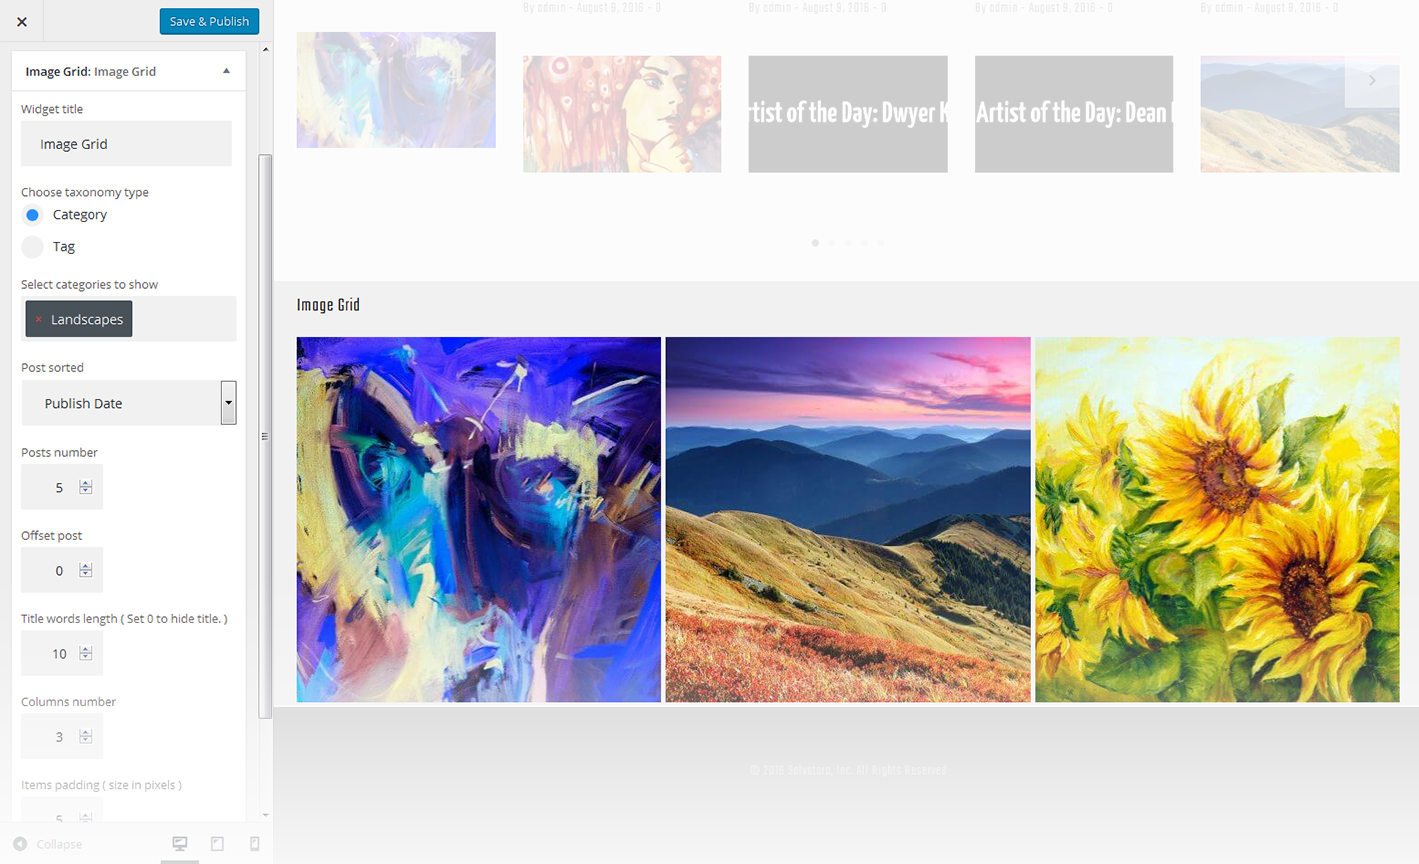 Save & Publish
Image Grid: Image Grid
Widget title
Image Grid
Choose taxonomy type
Category
Tag
Select categories to show
× Landscapes
Post sorted
Publish Date
Posts number
5
Offset post
0
Title words length ( Set 0 to hide title. )
10
Columns number
3
Items padding ( size in pixels )
5
Collapse
By admin - August 9, 2016 - 0
By admin - August 9, 2016 - 0
By admin - August 9, 2016 - 0
By admin - August 9, 2016 - 0
rtist of the Day: Dwyer K
Artist of the Day: Dean
Image Grid
© 2016 Solvature, Inc. All Rights Reserved